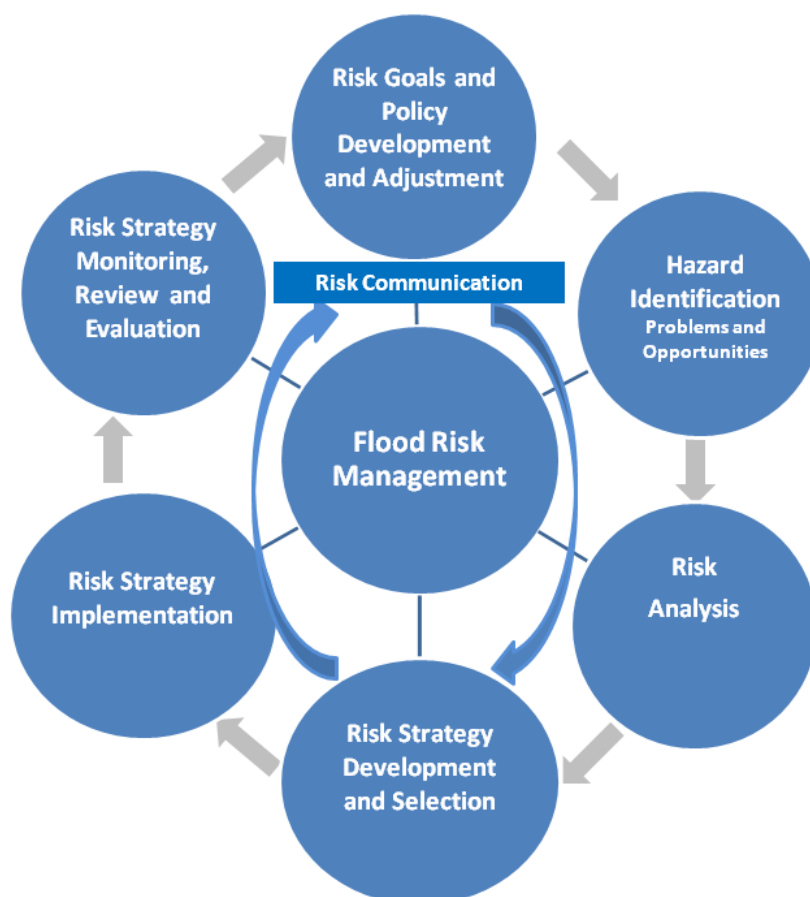 Risk Goals and
Policy
Development
and Adjustment
Risk Strategy
Monitoring,
Review and
Evaluation
Risk Communication
Hazard
Identification
Problems and
Opportunities
Flood Risk
Management
Risk Strategy
Implementation
Risk
Analysis
Risk Strategy
Development
and Selection